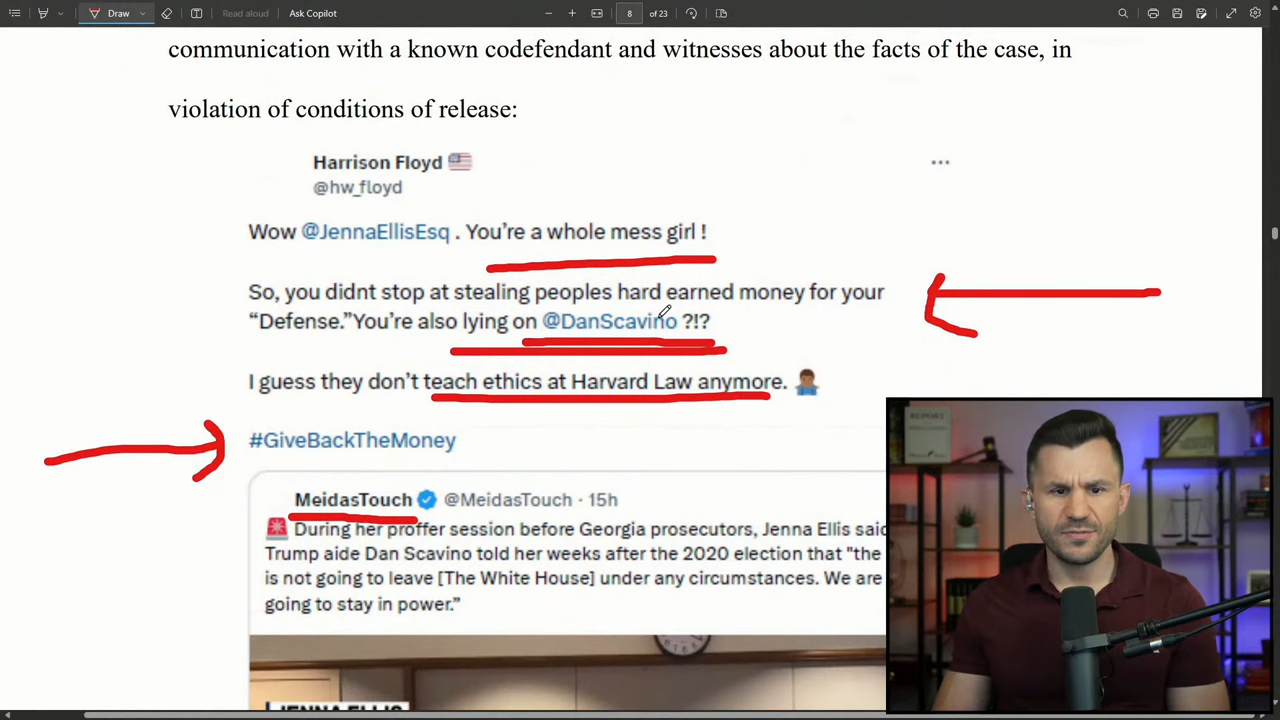 Draw
Read aloud
Ask Copilot
8
of 23
communication with a known codefendant and witnesses about the facts of the case, in
violation of conditions of release:
Harrison Floyd
@hw_floyd
Wow @JennaEllisEsq . You're a whole mess girl !
So, you didnt stop at stealing peoples hard earned money for your
“Defense.”You're also lying on @DanScavino ?!?
I guess they don't teach ethics at Harvard Law anymore.
#GiveBackTheMoney
MeidasTouch @MeidasTouch · 15h
During her proffer session before Georgia prosecutors, Jenna Ellis said
Trump aide Dan Scavino told her weeks after the 2020 election that "the
is not going to leave [The White House] under any circumstances. We are
going to stay in power.”
JENNA ELLIS